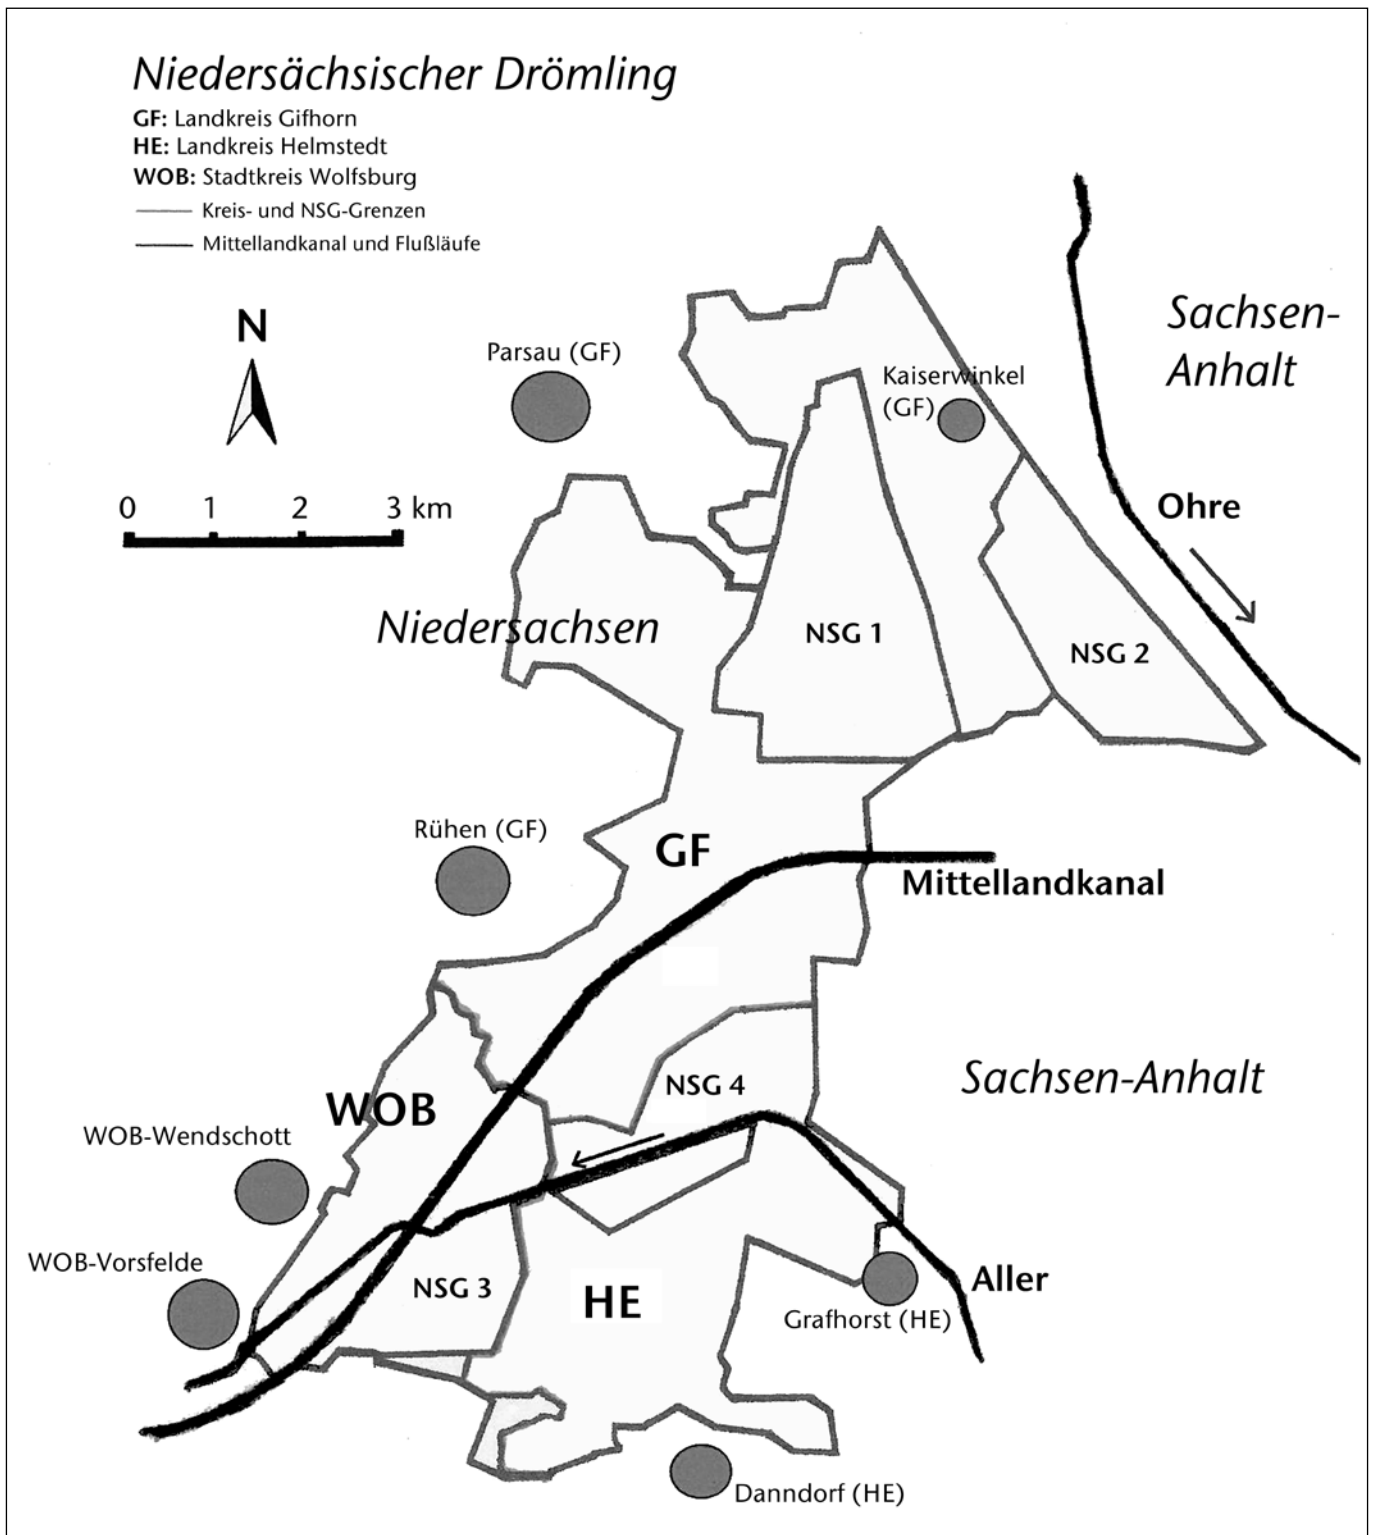 Niedersächsischer Drömling
GF: Landkreis Gifhorn
HE: Landkreis Helmstedt
WOB: Stadtkreis Wolfsburg
Kreis- und NSG-Grenzen
Mittellandkanal und Flußläufe
N
0 1 2 3 km
Sachsen-
Anhalt
Parsau (GF)
Kaiserwinkel
(GF)
Ohre
Niedersachsen
NSG 1
NSG 2
Rühen (GF)
GF
Mittellandkanal
Sachsen-Anhalt
NSG 4
WOB
WOB-Wendschott
WOB-Vorsfelde
NSG 3
HE
Aller
Grafhorst (HE)
Danndorf (HE)